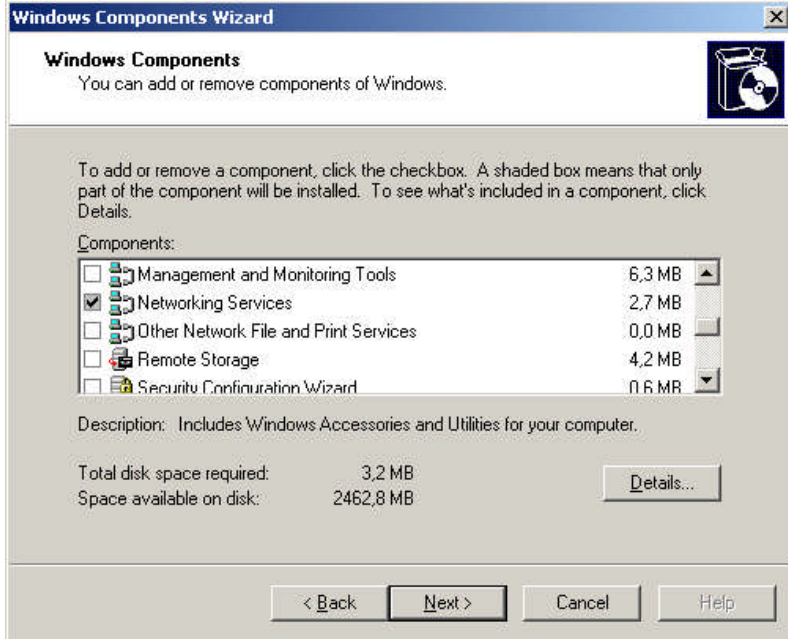 Windows Components Wizard
Windows Components
You can add or remove components of Windows.
To add or remove a component, click the checkbox. A shaded box means that only
part of the component will be installed. To see what's included in a component, click
Details.
Components:
Management and Monitoring Tools 6,3 MB
Networking Services 2,7 MB
Other Network File and Print Services 0,0 MB
Remote Storage 4,2 MB
Security Configuration Wizard 0,6 MB
Description: Includes Windows Accessories and Utilities for your computer.
Total disk space required: 3,2 MB
Space available on disk: 2462,8 MB
Details...
< Back Next > Cancel Help